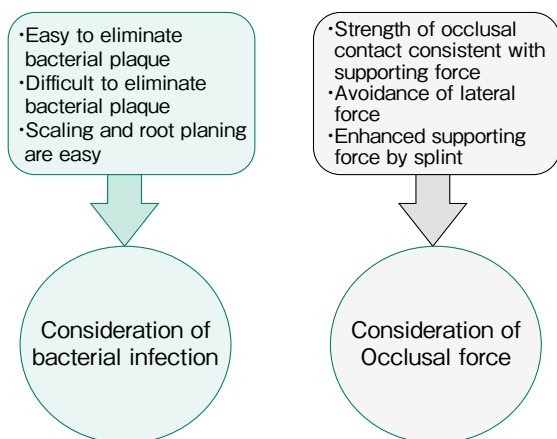 ・Easy to eliminate
bacterial plaque
・Difficult to eliminate
bacterial plaque
・Scaling and root planing
are easy
・Strength of occlusal
contact consistent with
supporting force
・Avoidance of lateral
force
・Enhanced supporting
force by splint
Consideration of
bacterial infection
Consideration of
Occlusal force